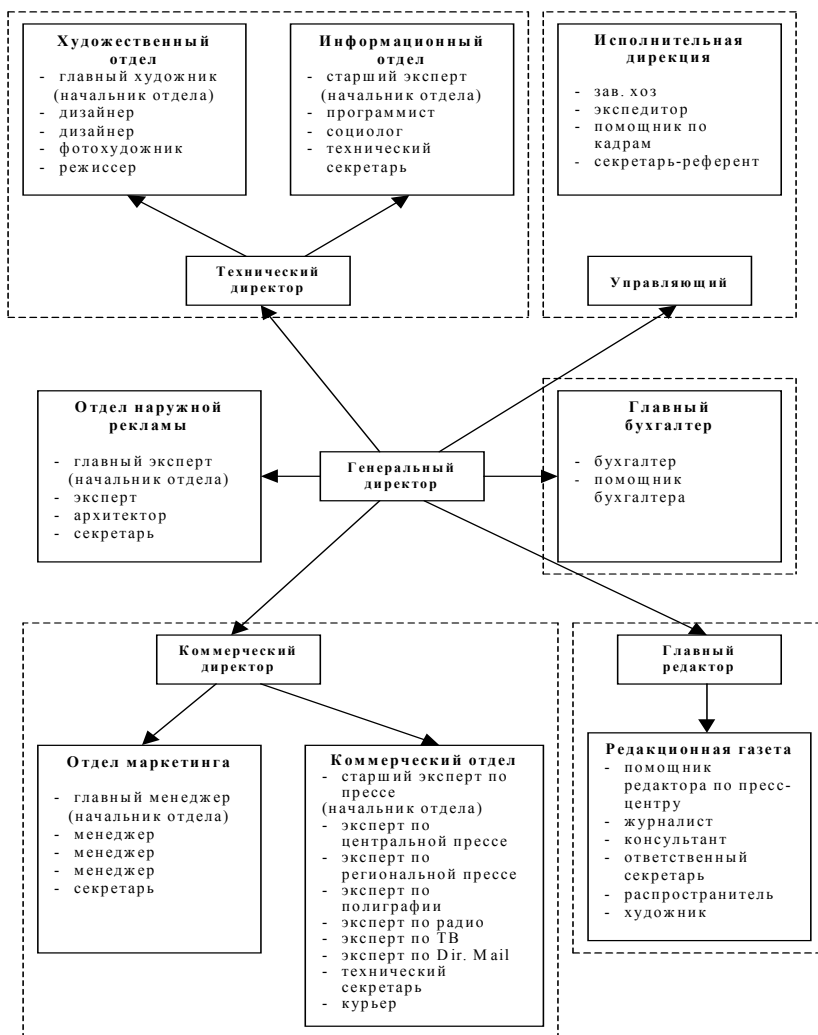 Художественный
отдел
- главный художник
(начальник отдела)
- дизайнер
- дизайнер
- фотохудожник
- режиссер
Информационный
отдел
- старший эксперт
(начальник отдела)
- программист
- социолог
- технический
секретарь
Исполнительная
дирекция
- зав. хоз
- экспедитор
- помощник по
кадрам
- секретарь-референт
Технический
директор
Управляющий
Отдел наружной
рекламы
- главный эксперт
(начальник отдела)
- эксперт
- архитектор
- секретарь
Генеральный
директор
Главный
бухгалтер
- бухгалтер
- помощник
бухгалтера
Коммерческий
директор
Главный
редактор
Отдел маркетинга
- главный менеджер
(начальник отдела)
- менеджер
- менеджер
- менеджер
- секретарь
Коммерческий отдел
- старший эксперт по
прессе
(начальник отдела)
- эксперт по
центральной прессе
- эксперт по
региональной прессе
- эксперт по
полиграфии
- эксперт по радио
- эксперт по ТВ
- эксперт по Dir. Mail
- технический
секретарь
- курьер
Редакционная газета
- помощник
редактора по пресс-
центру
- журналист
- консультант
- ответственный
секретарь
- распространитель
- художник